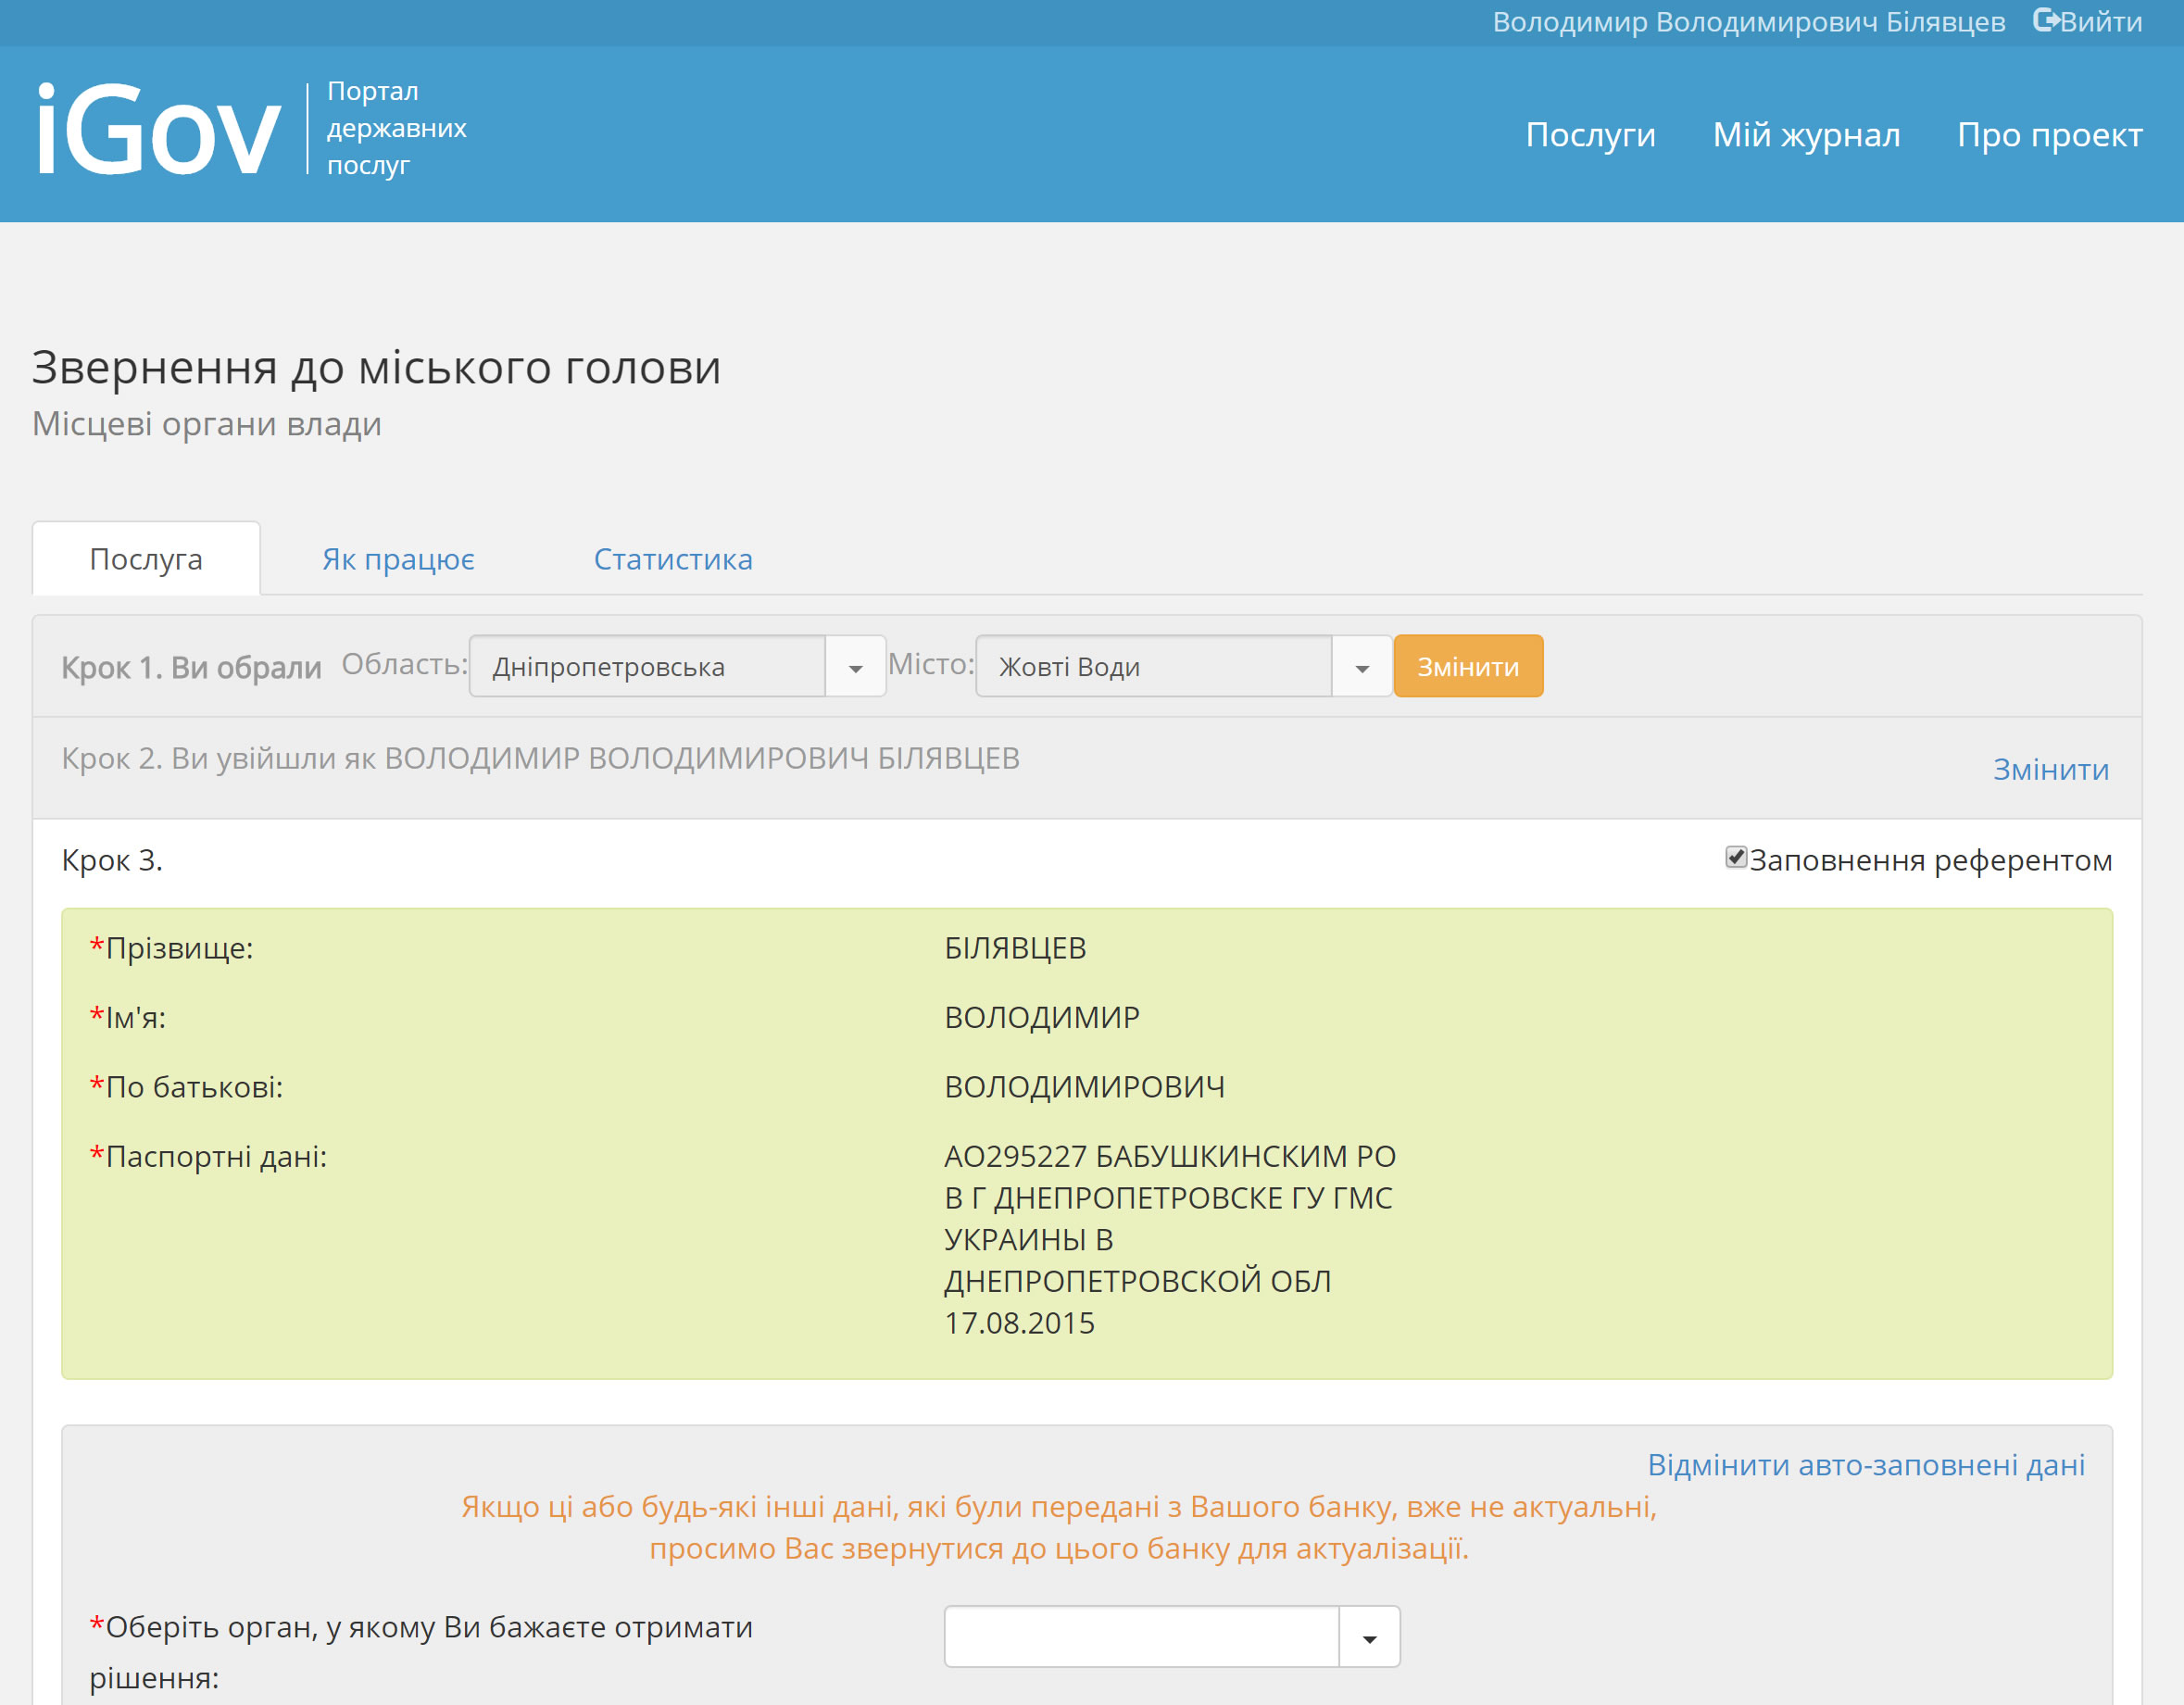 Володимир Володимирович Білявцев Вийти
iGov
Портал
державних
послуг
Послуги Мій журнал Про проект
Звернення до міського голови
Місцеві органи влади
Послуга Як працює Статистика
Крок 1. Ви обрали Область: Дніпропетровська Місто: Жовті Води Змінити
Крок 2. Ви увійшли як ВОЛОДИМИР ВОЛОДИМИРОВИЧ БІЛЯВЦЕВ Змінити
Крок 3. Заповнення референтом
*Прізвище: БІЛЯВЦЕВ
*Ім'я: ВОЛОДИМИР
*По батькові: ВОЛОДИМИРОВИЧ
*Паспортні дані: АО295227 БАБУШКИНСКИМ РО
В Г ДНЕПРОПЕТРОВСКЕ ГУ ГМС
УКРАИНЫ В
ДНЕПРОПЕТРОВСКОЙ ОБЛ
17.08.2015
Відмінити авто-заповнені дані
Якщо ці або будь-які інші дані, які були передані з Вашого банку, вже не актуальні,
просимо Вас звернутися до цього банку для актуалізації.
*Оберіть орган, у якому Ви бажаєте отримати
рішення: